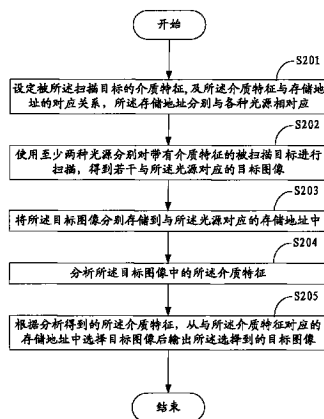 开始
S201
设定被所述扫描目标的介质特征,及所述介质特征与存储地
址的对应关系,所述存储地址分别与各种光源相对应
S202
使用至少两种光源分别对带有介质特征的被扫描目标进行
扫描,得到若干与所述光源对应的目标图像
S203
将所述目标图像分别存储到与所述光源对应的存储地址中
S204
分析所述目标图像中的所述介质特征
S205
根据分析得到的所述介质特征,从与所述介质特征对应的
存储地址中选择目标图像后输出所述选择到的目标图像
结束